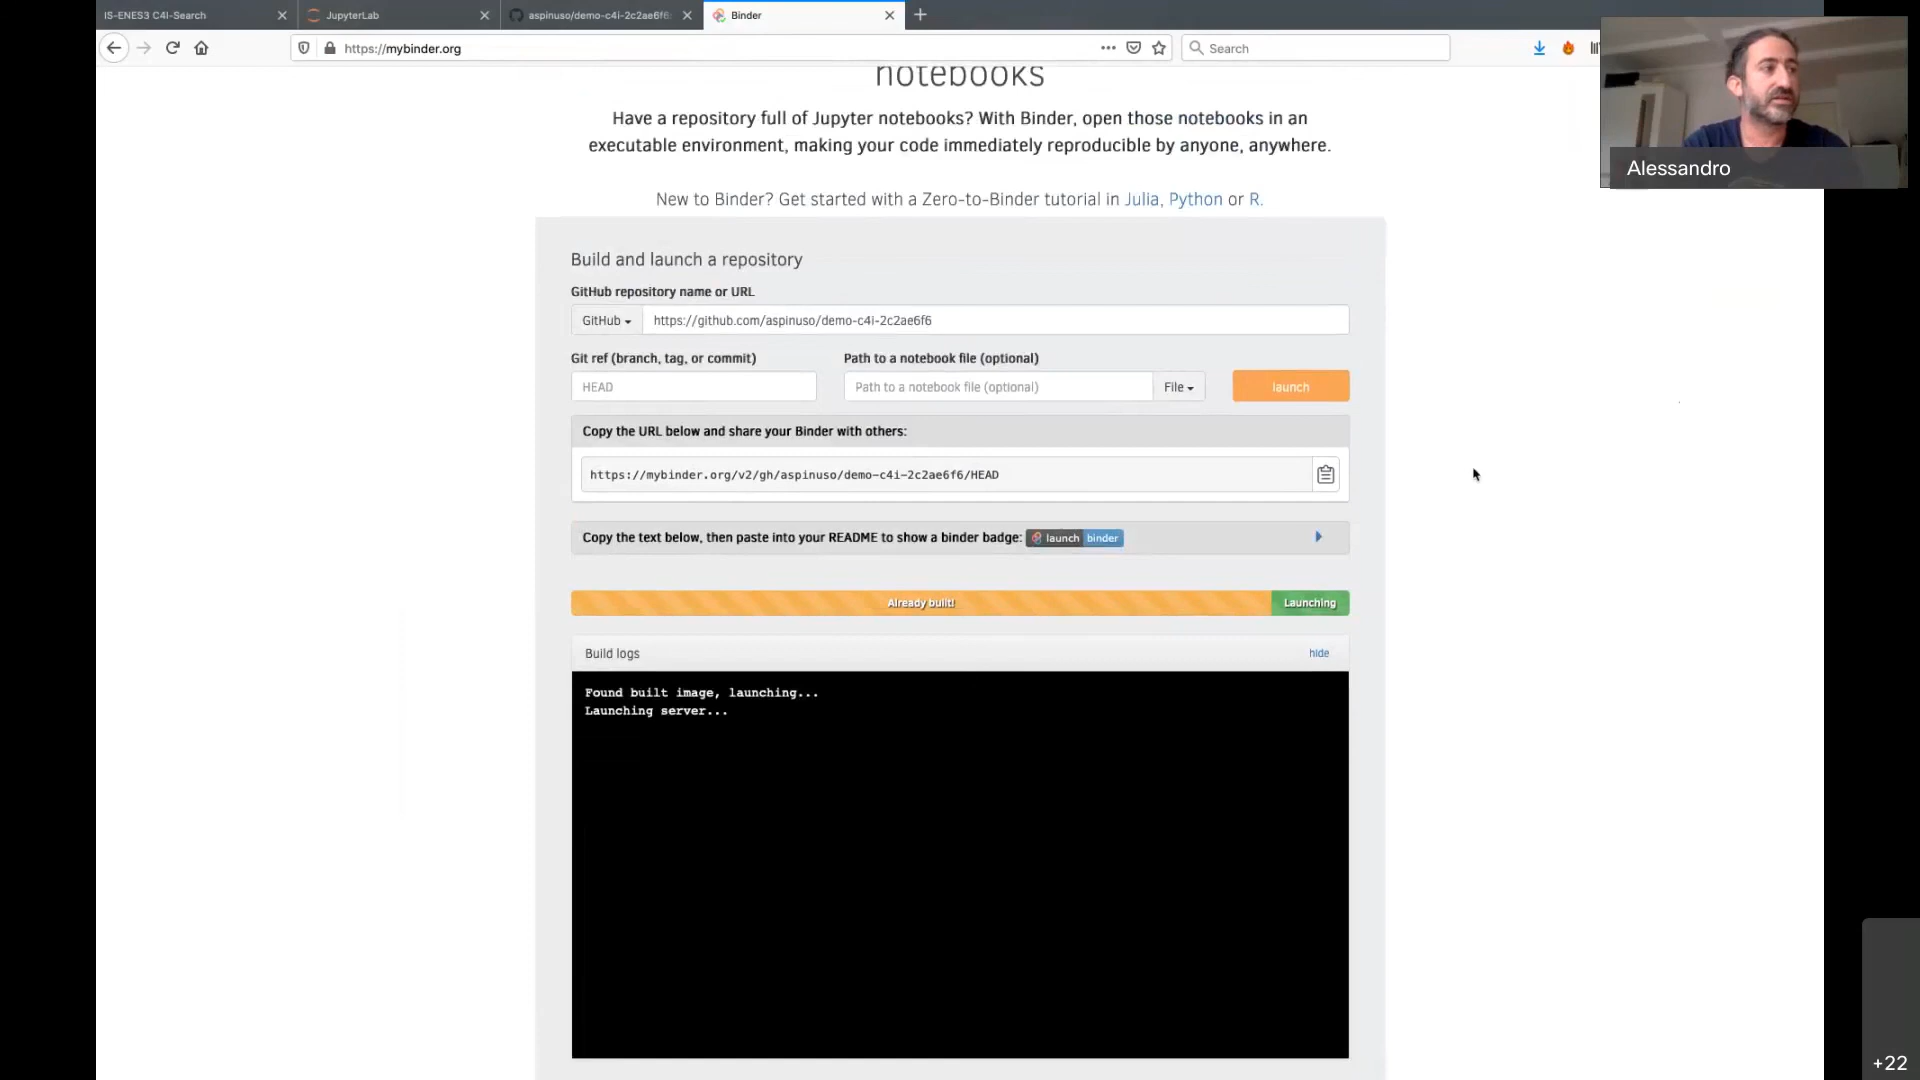 IS-ENES3 C4I-Search
JupyterLab
aspinuso/demo-c4i-2c2ae6f6
Binder
https://mybinder.org
Search
notebooks
Have a repository full of Jupyter notebooks? With Binder, open those notebooks in an
executable environment, making your code immediately reproducible by anyone, anywhere.
New to Binder? Get started with a Zero-to-Binder tutorial in Julia, Python or R.
Build and launch a repository
GitHub repository name or URL
GitHub
https://github.com/aspinuso/demo-c4i-2c2ae6f6
Git ref (branch, tag, or commit)
Path to a notebook file (optional)
HEAD
Path to a notebook file (optional)
File
launch
Copy the URL below and share your Binder with others:
https://mybinder.org/v2/gh/aspinuso/demo-c4i-2c2ae6f6/HEAD
Copy the text below, then paste into your README to show a binder badge: launch binder
Already built!
Launching
Build logs
hide
Found built image, launching...
Launching server...
Alessandro
+22